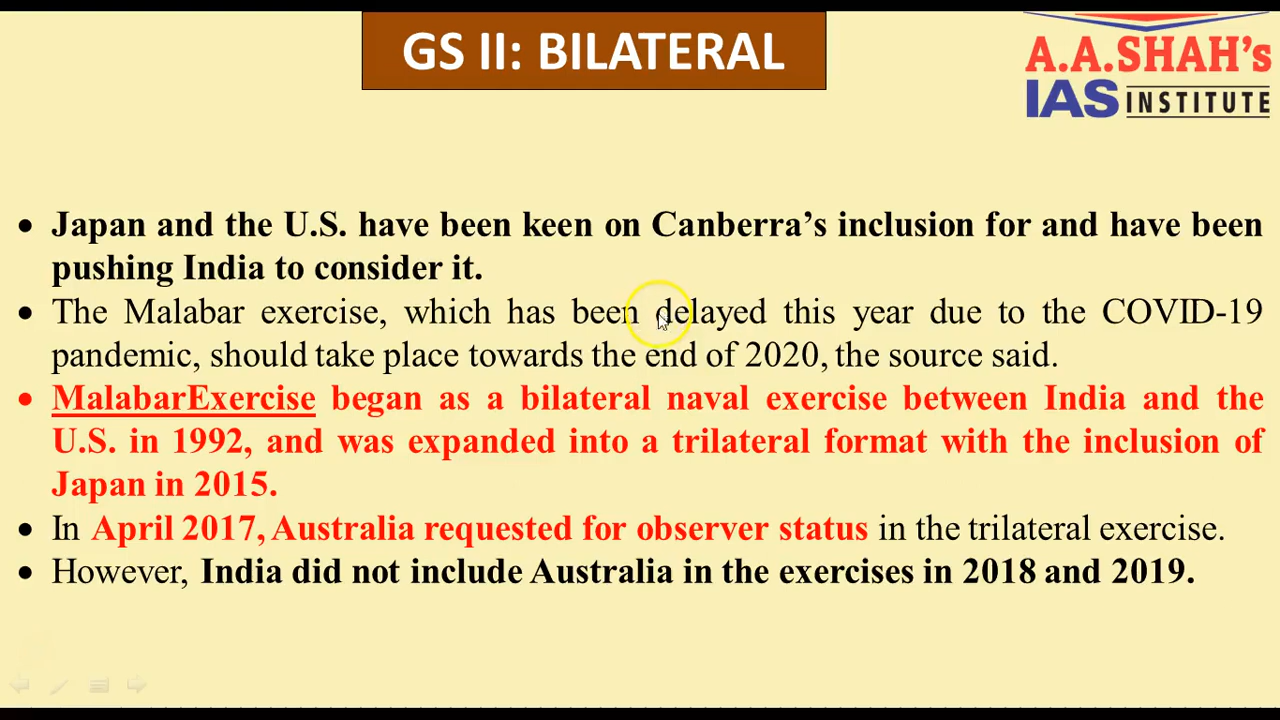 GS II: BILATERAL
A.A.SHAH's
IAS INSTITUTE
• Japan and the U.S. have been keen on Canberra's inclusion for and have been
pushing India to consider it.
• The Malabar exercise, which has been delayed this year due to the COVID-19
pandemic, should take place towards the end of 2020, the source said.
• MalabarExercise began as a bilateral naval exercise between India and the
U.S. in 1992, and was expanded into a trilateral format with the inclusion of
Japan in 2015.
• In April 2017, Australia requested for observer status in the trilateral exercise.
• However, India did not include Australia in the exercises in 2018 and 2019.